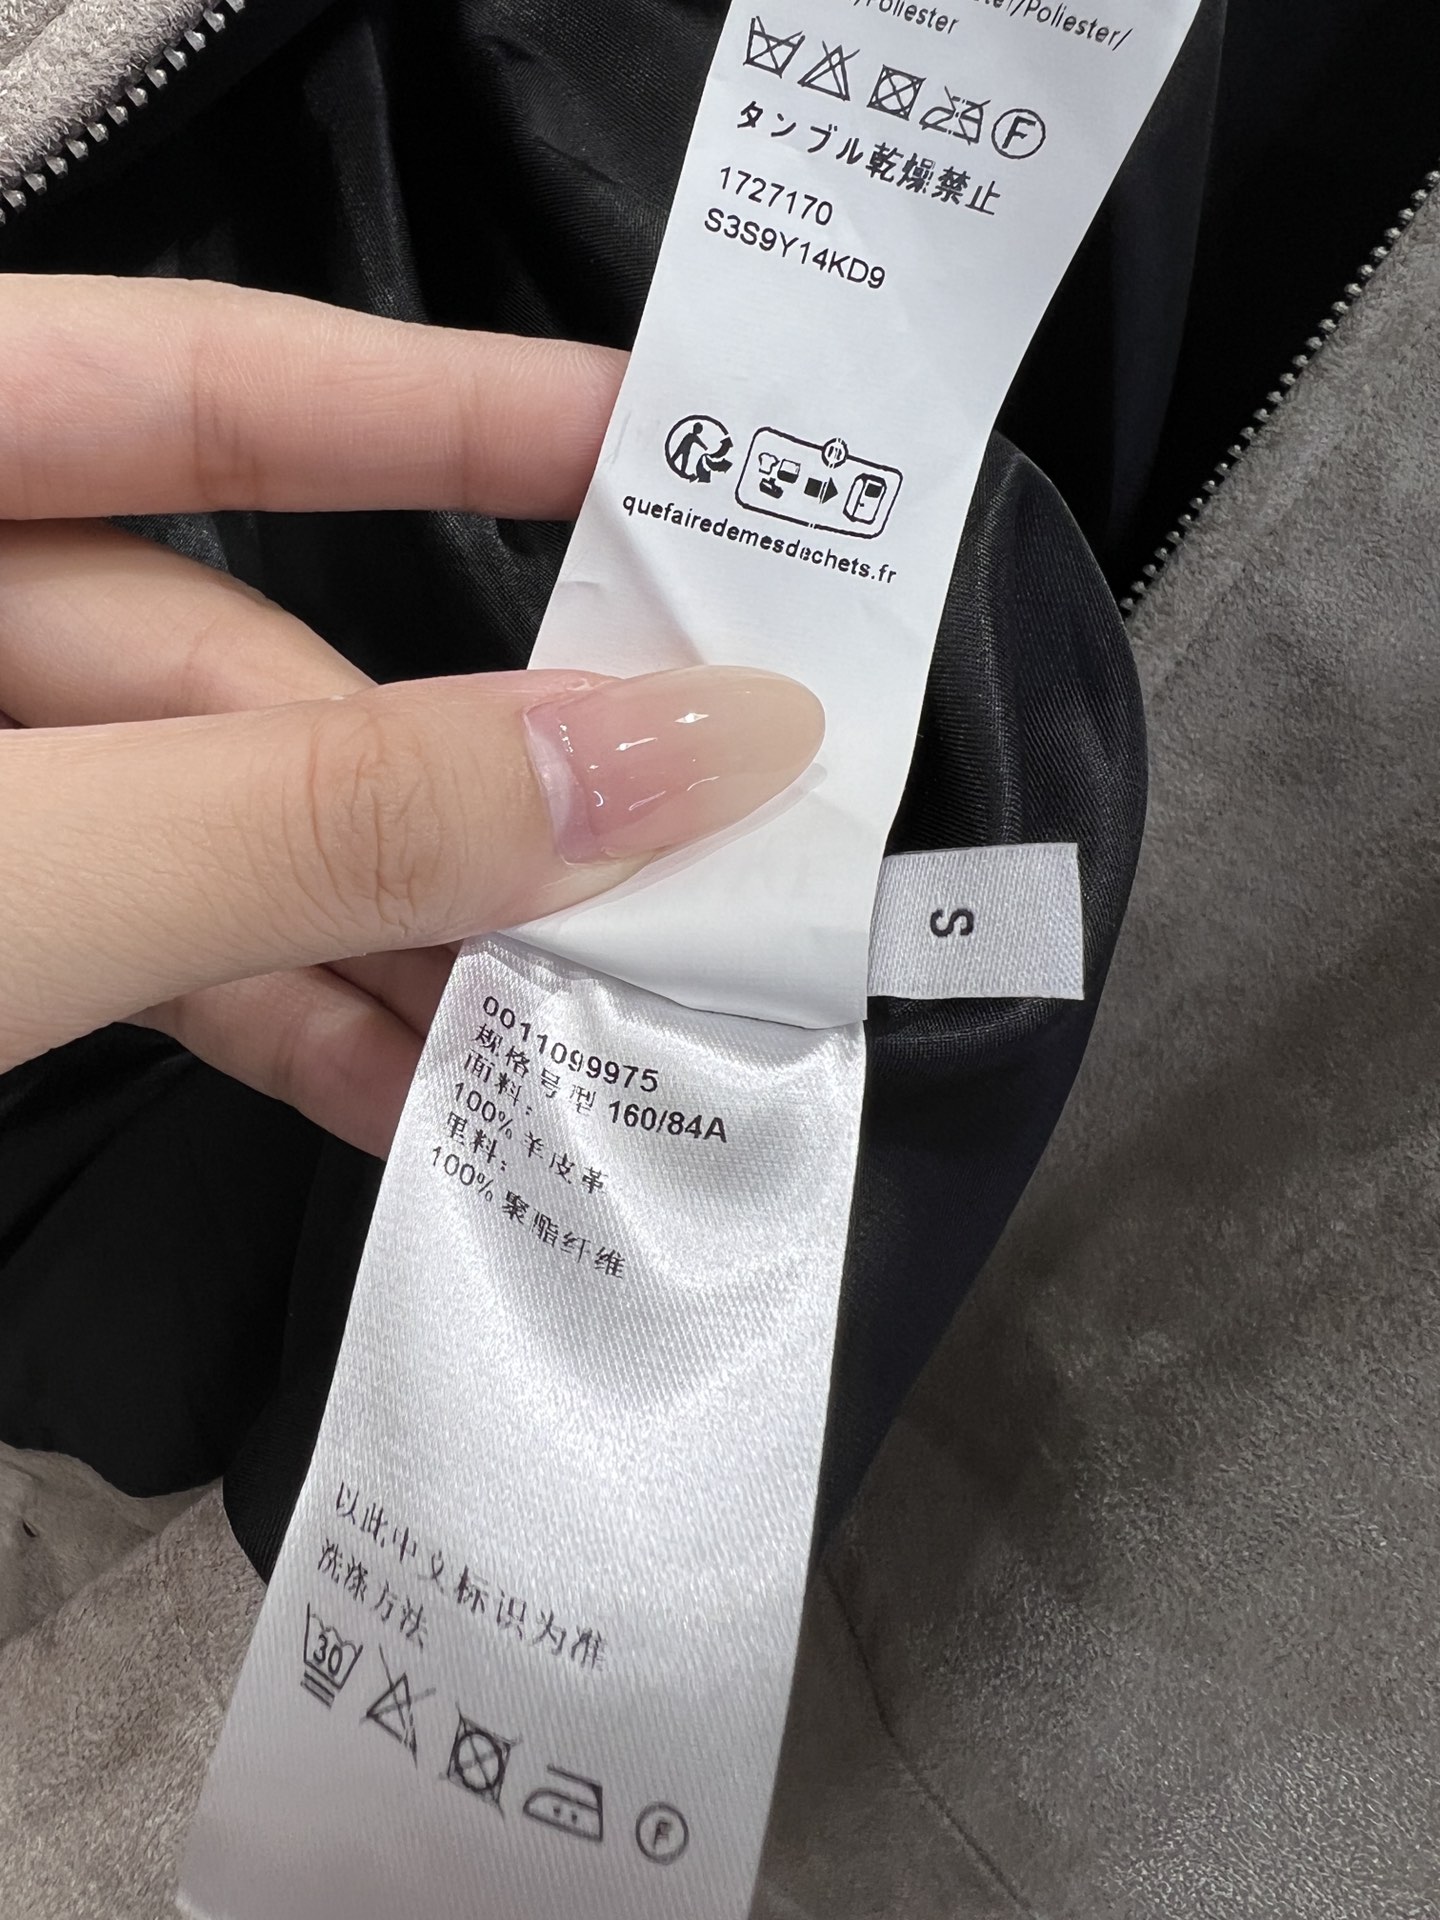 /Poliester/
/Poliester
F
タンブル乾燥禁止
1727170
S3S9Y14KD9
FR
quefairedemesdechets.fr
S
0011099975
规格号型 160/84A
面料:
100% 羊皮革
里料:
100% 聚酯纤维
以此中文标识为准
洗涤方法
30
F